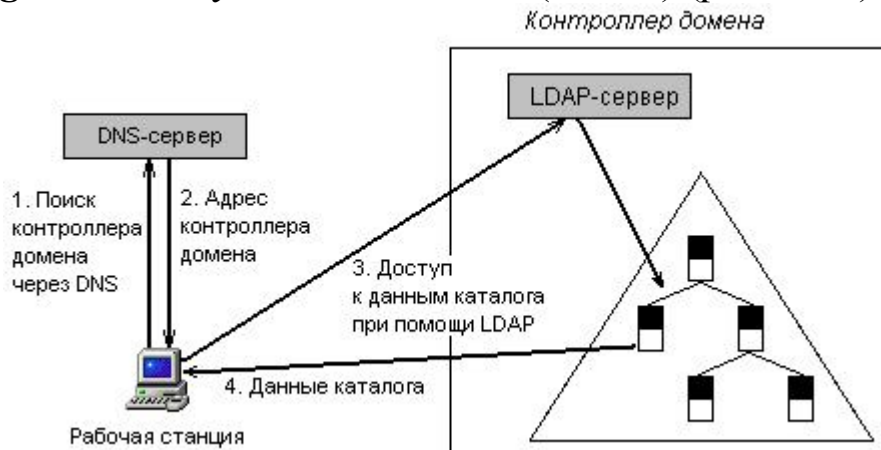 Контроллер домена
LDAP-сервер
DNS-сервер
1. Поиск
контроллера
домена
через DNS
2. Адрес
контроллера
домена
3. Доступ
к данным каталога
при помощи LDAP
4. Данные каталога
Рабочая станция